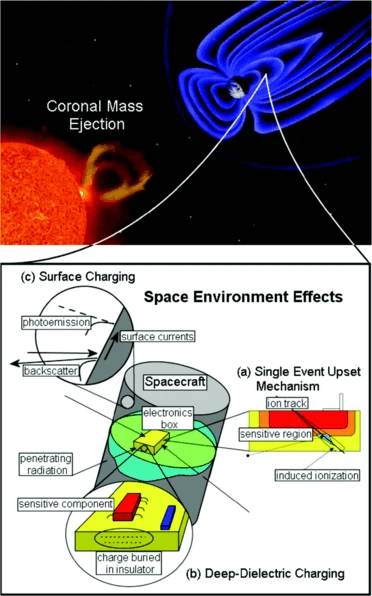 Coronal Mass
Ejection
(c) Surface Charging
Space Environment Effects
photoemission
surface currents
backscatter
Spacecraft
(a) Single Event Upset
Mechanism
ion track
electronics
box
sensitive region
penetrating
radiation
induced ionization
sensitive component
charge buried
in insulator
(b) Deep-Dielectric Charging